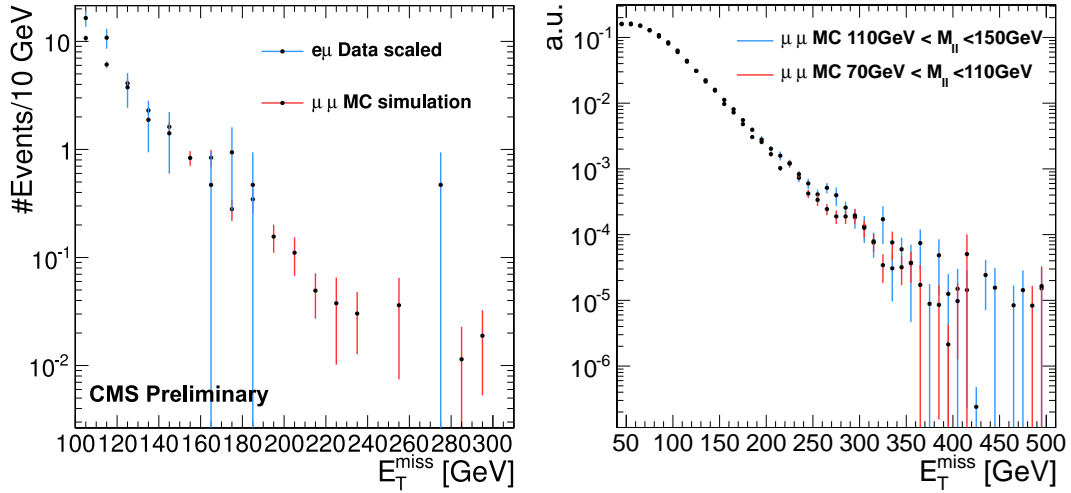 #Events/10 GeV
10
1
10⁻¹
10⁻²
eμ Data scaled
μ μ MC simulation
CMS Preliminary
100 120 140 160 180 200 220 240 260 280 300
E_T^miss [GeV]
a.u.
10⁻¹
10⁻²
10⁻³
10⁻⁴
10⁻⁵
10⁻⁶
μ μ MC 110GeV < M_ll <150GeV
μ μ MC 70GeV < M_ll <110GeV
50 100 150 200 250 300 350 400 450 500
E_T^miss [GeV]